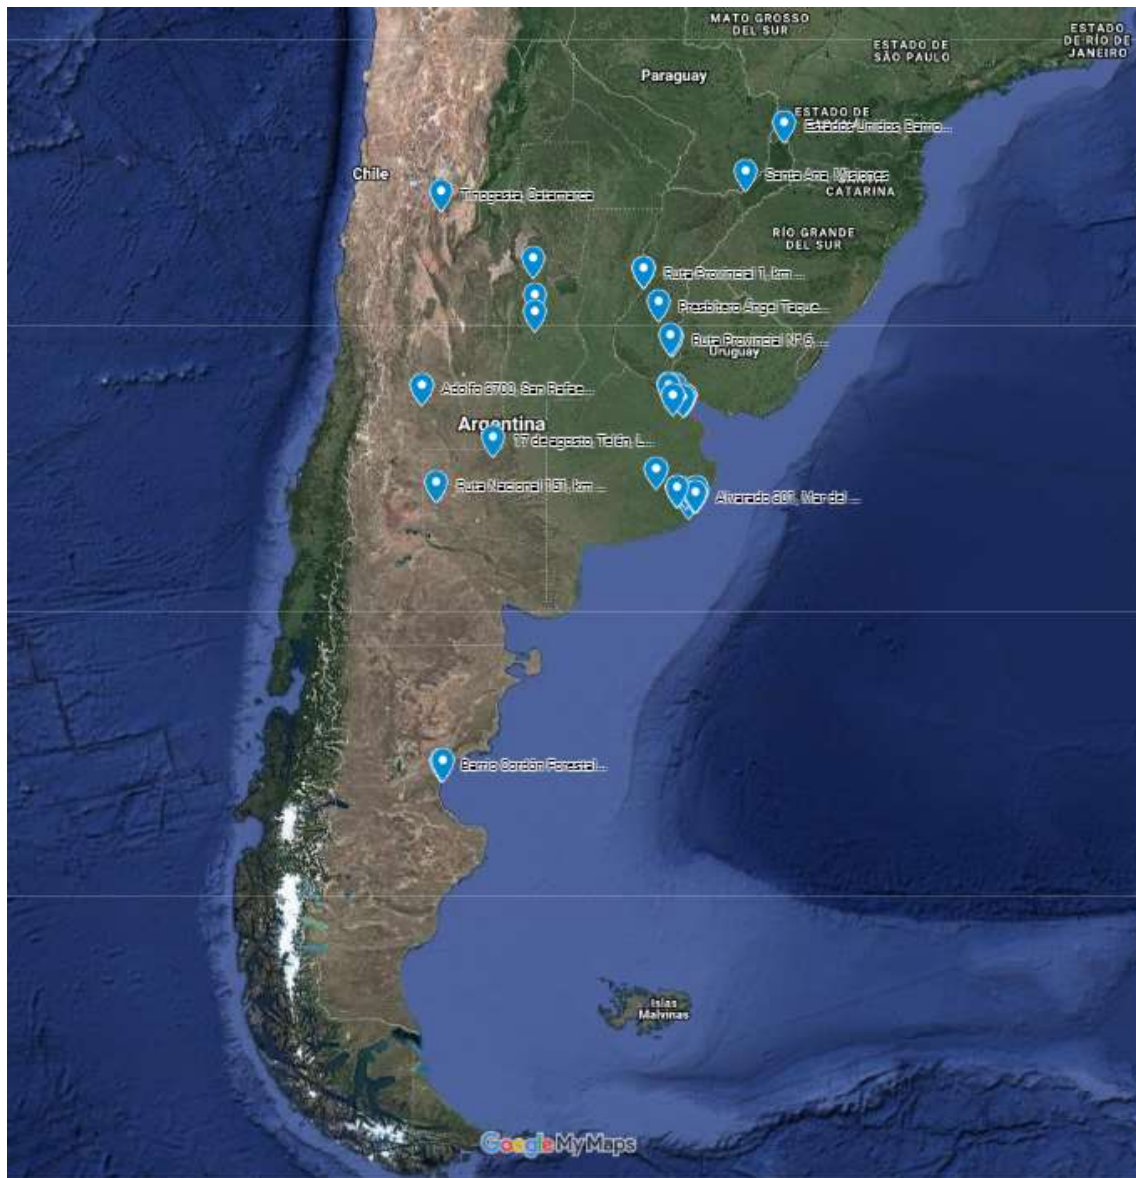 MATO GROSSO
DEL SUR
ESTADO
DE RÍO DE
JANEIRO
ESTADO DE
SÃO PAULO
Paraguay
ESTADO DE
Estados Unidos, Barrio...
Chile
Santa Ana, Misiones
CATARINA
Tinogasta, Catamarca
RÍO GRANDE
DEL SUR
Ruta Provincial 1, km ...
Presbítero Ángel Taque...
Ruta Provincial N° 6, ...
Uruguay
Adolfo 3700, San Rafae...
Argentina
17 de agosto, Telén, L...
Ruta Nacional 151, km ...
Alvarado 301, Mar del ...
Barrio Cordón Forestal...
Islas
Malvinas
Google My Maps